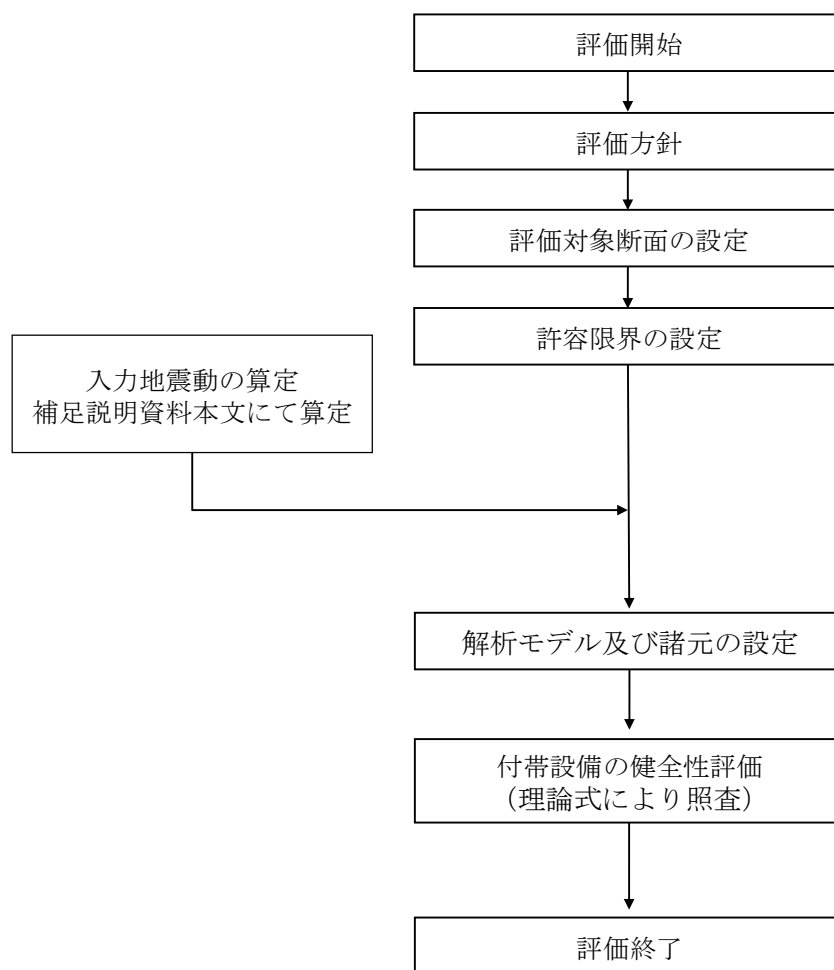 評価開始
評価方針
評価対象断面の設定
許容限界の設定
入力地震動の算定
補足説明資料本文にて算定
解析モデル及び諸元の設定
付帯設備の健全性評価
（理論式により照査）
評価終了